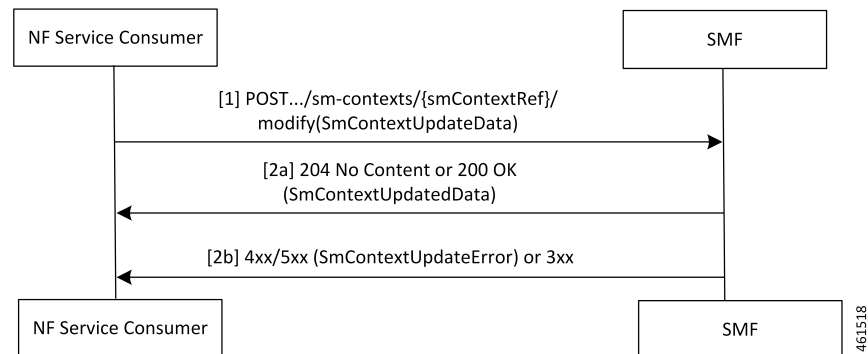 NF Service Consumer
SMF
[1] POST.../sm-contexts/{smContextRef}/
modify(SmContextUpdateData)
[2a] 204 No Content or 200 OK
(SmContextUpdatedData)
[2b] 4xx/5xx (SmContextUpdateError) or 3xx
NF Service Consumer
SMF
461518